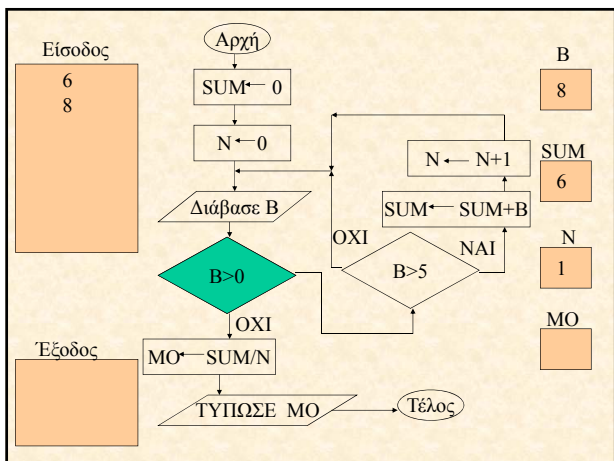 Είσοδος
6
8
Αρχή
SUM← 0
N← 0
Διάβασε B
B>0
ΟΧΙ
MO← SUM/N
ΤΥΠΩΣΕ MO
Τέλος
N ← N+1
SUM← SUM+B
ΟΧΙ
ΝΑΙ
B>5
B
8
SUM
6
N
1
MO
Έξοδος